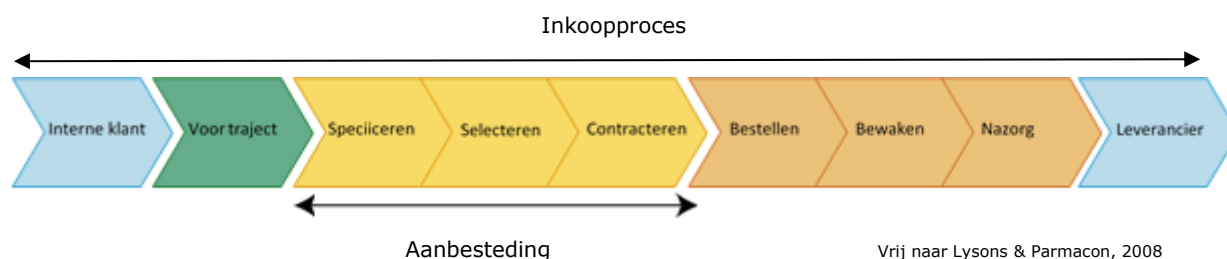 Inkoopproces
Interne klant
Voor traject
Speciiceren
Selecteren
Contracteren
Bestellen
Bewaken
Nazorg
Leverancier
Aanbesteding
Vrij naar Lysons & Parmacon, 2008